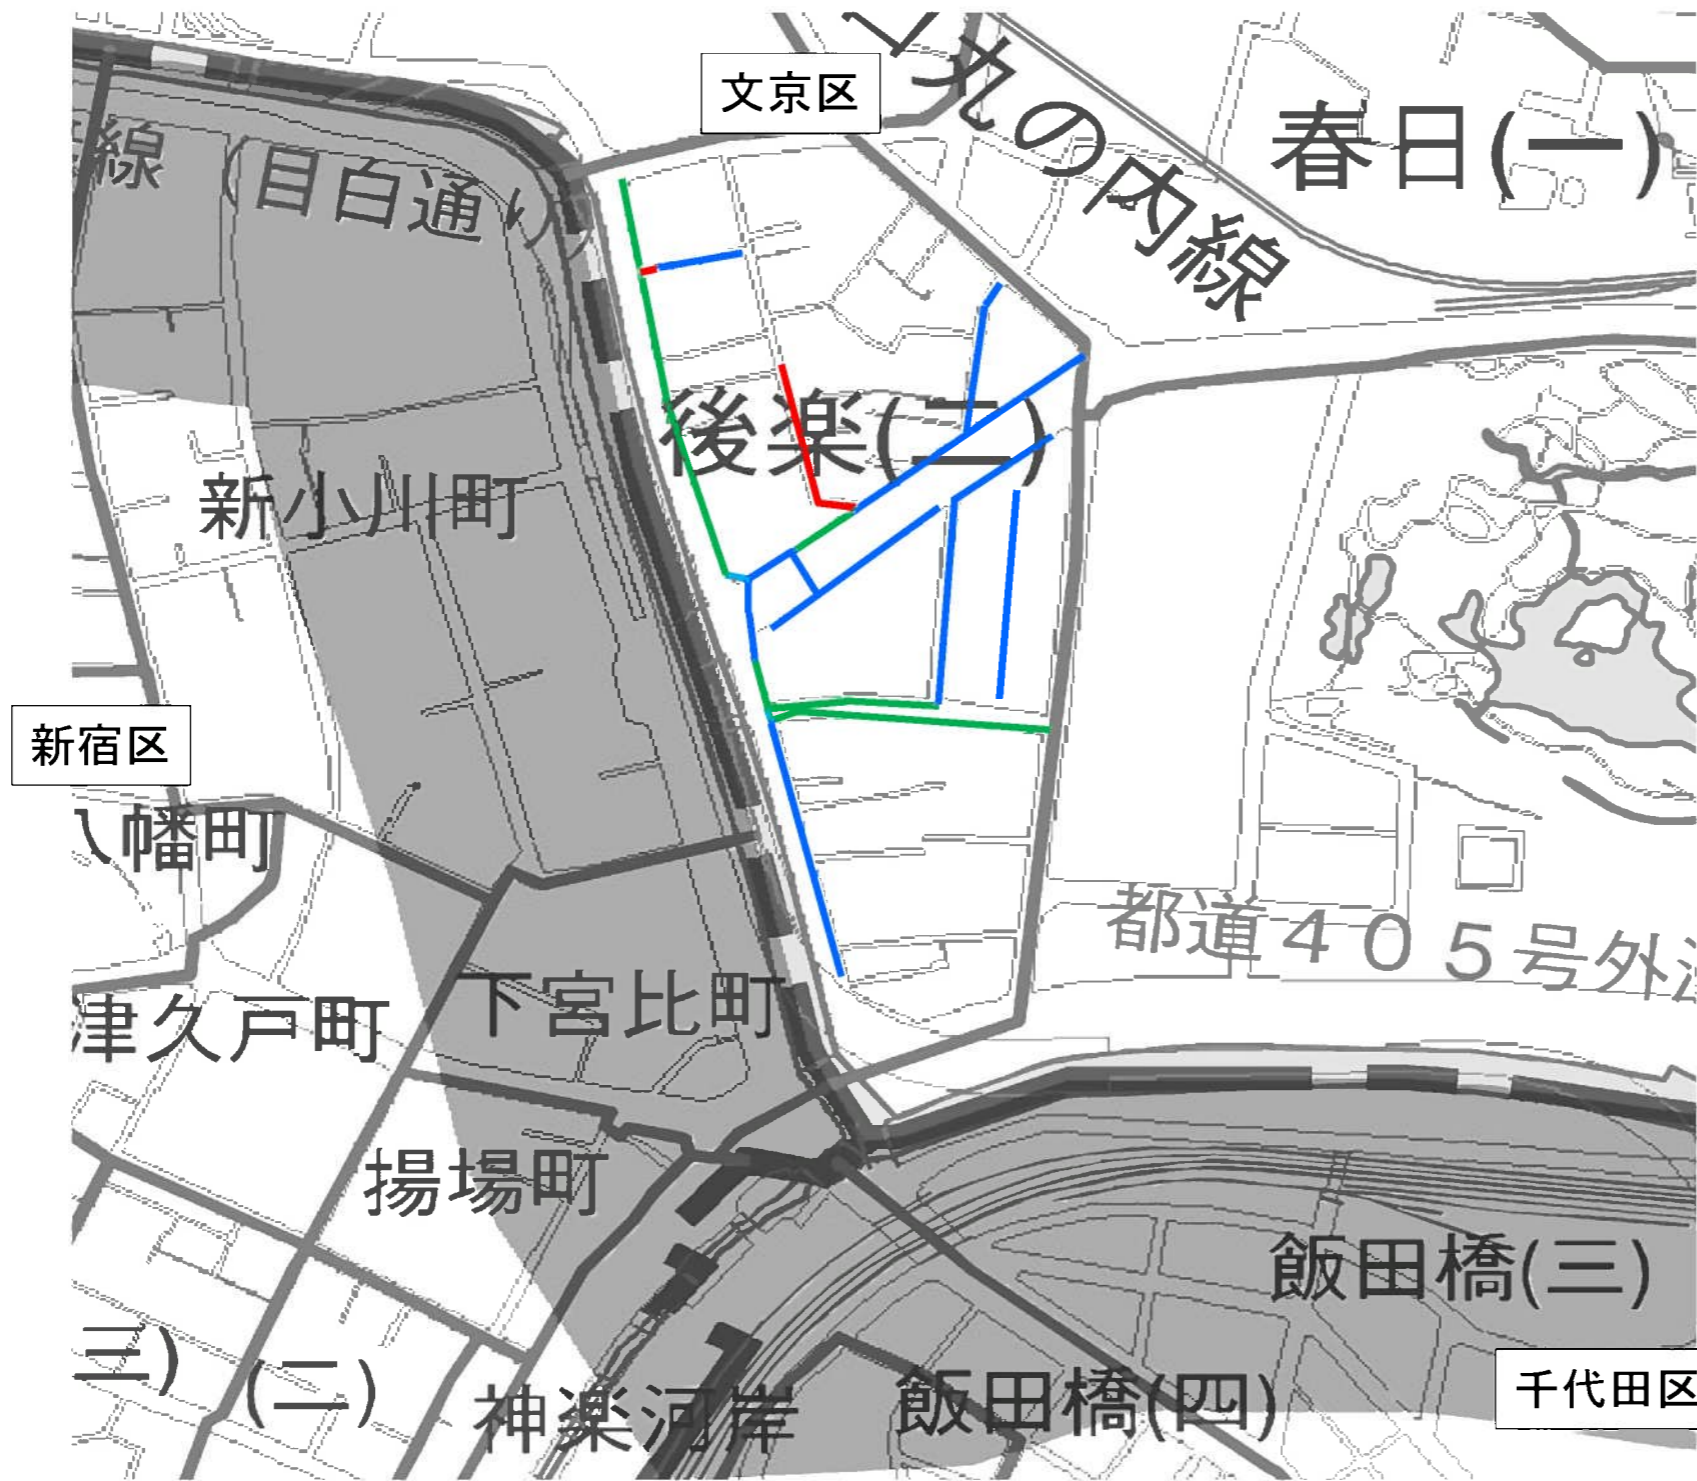 文京区
丸の内線
春日(一)
線 (目白通り)
後楽(二)
新小川町
新宿区
八幡町
都道405号外
下宮比町
津久戸町
揚場町
飯田橋(三)
三)
(二)
神楽河岸
飯田橋(四)
千代田区